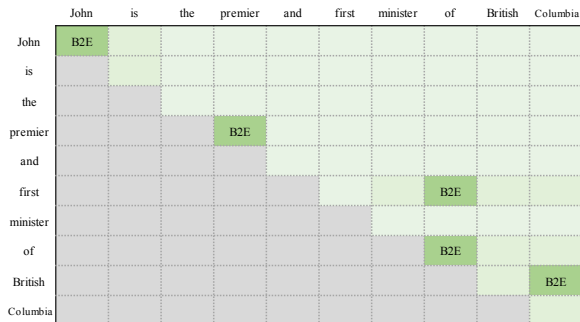 John is the premier and first minister of British Columbia
John B2E
is
the
premier B2E
and
first B2E
minister
of B2E
British B2E
Columbia